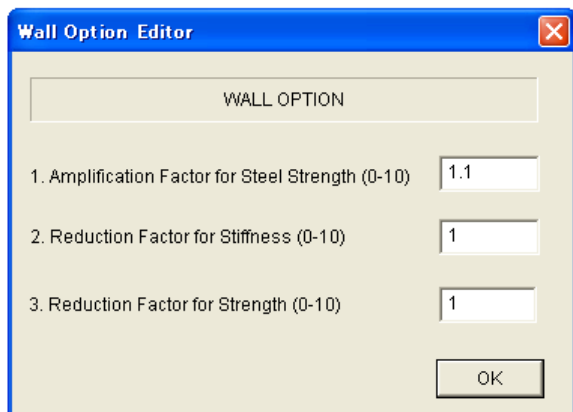 Wall Option Editor
WALL OPTION
1. Amplification Factor for Steel Strength (0-10) 1.1
2. Reduction Factor for Stiffness (0-10) 1
3. Reduction Factor for Strength (0-10) 1
OK